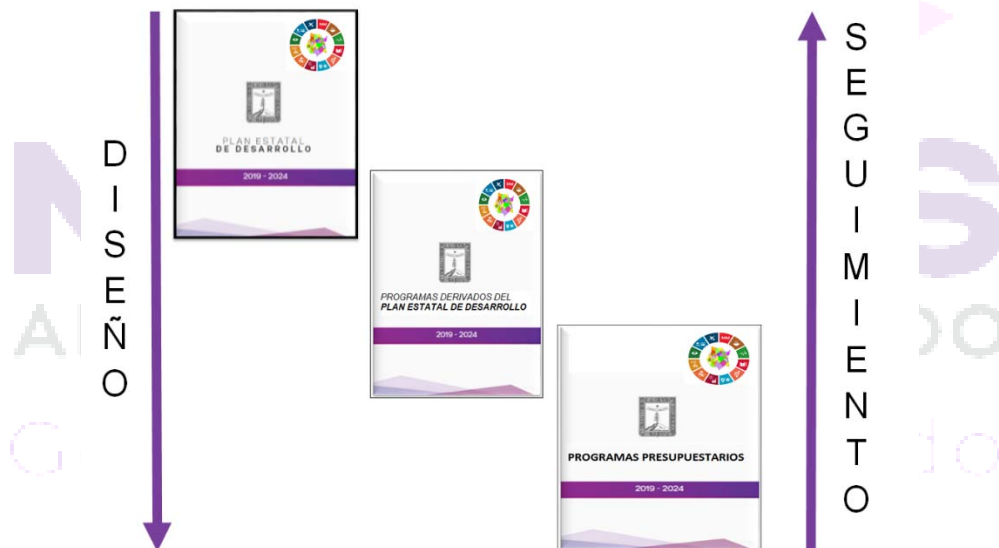 DISEÑO
PLAN ESTATAL
DE DESARROLLO
2019 - 2024
PROGRAMAS DERIVADOS DEL
PLAN ESTATAL DE DESARROLLO
2019 - 2024
PROGRAMAS PRESUPUESTARIOS
2019 - 2024
SEGUIMIENTO